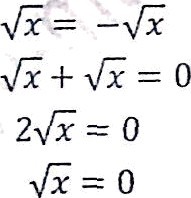 √x = −√x
√x + √x = 0
2√x = 0
√x = 0